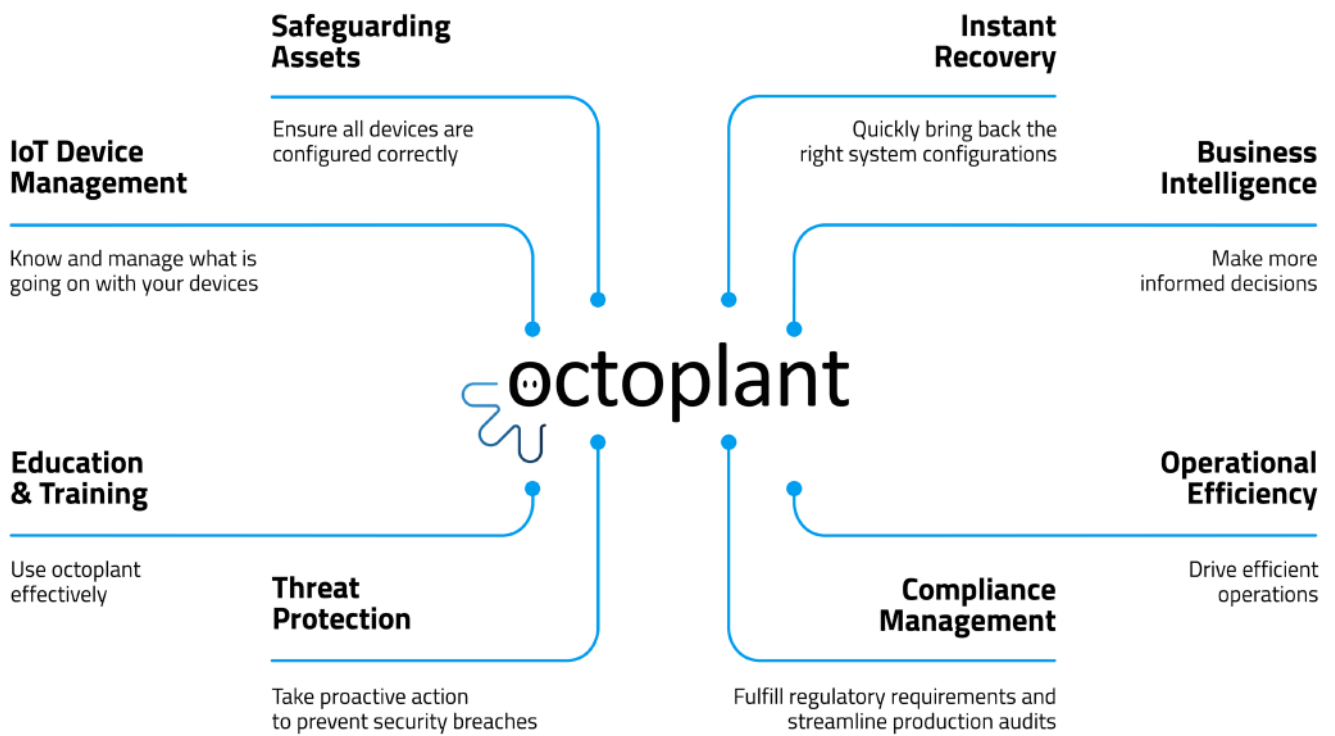 Safeguarding
Assets
Ensure all devices are
configured correctly
Instant
Recovery
Quickly bring back the
right system configurations
IoT Device
Management
Know and manage what is
going on with your devices
Business
Intelligence
Make more
informed decisions
octoplant
Education
& Training
Use octoplant
effectively
Operational
Efficiency
Drive efficient
operations
Threat
Protection
Take proactive action
to prevent security breaches
Compliance
Management
Fulfill regulatory requirements and
streamline production audits